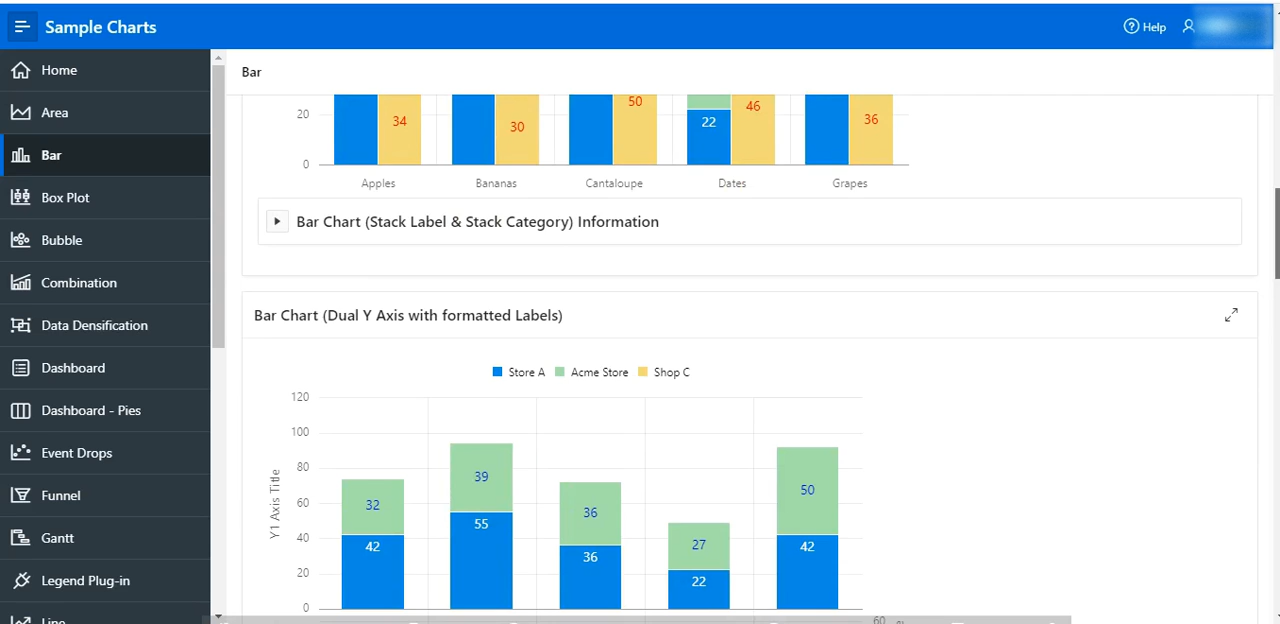 Sample Charts
Help
Home
Area
Bar
Box Plot
Bubble
Combination
Data Densification
Dashboard
Dashboard - Pies
Event Drops
Funnel
Gantt
Legend Plug-in
Line
Bar
20
0
34
30
50
22
46
36
Apples Bananas Cantaloupe Dates Grapes
Bar Chart (Stack Label & Stack Category) Information
Bar Chart (Dual Y Axis with formatted Labels)
Store A Acme Store Shop C
Y1 Axis Title
120
100
80
60
40
20
0
32
42
39
55
36
36
27
22
50
42
60